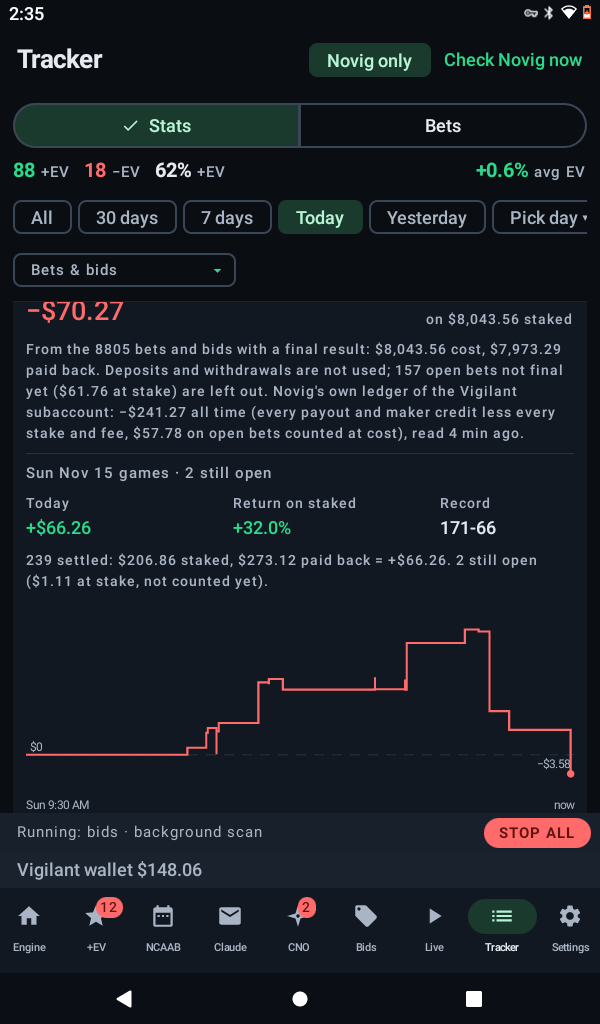 2:35
Tracker
Novig only
Check Novig now
Stats
Bets
88 +EV 18 −EV 62% +EV
+0.6% avg EV
All
30 days
7 days
Today
Yesterday
Pick day
Bets & bids
−$70.27
on $8,043.56 staked
From the 8805 bets and bids with a final result: $8,043.56 cost, $7,973.29
paid back. Deposits and withdrawals are not used; 157 open bets not final
yet ($61.76 at stake) are left out. Novig's own ledger of the Vigilant
subaccount: −$241.27 all time (every payout and maker credit less every
stake and fee, $57.78 on open bets counted at cost), read 4 min ago.
Sun Nov 15 games · 2 still open
Today
Return on staked
Record
+$66.26
+32.0%
171-66
239 settled: $206.86 staked, $273.12 paid back = +$66.26. 2 still open
($1.11 at stake, not counted yet).
$0
−$3.58
Sun 9:30 AM
now
Running: bids · background scan
STOP ALL
Vigilant wallet $148.06
12
2
Engine
+EV
NCAAB
Claude
CNO
Bids
Live
Tracker
Settings